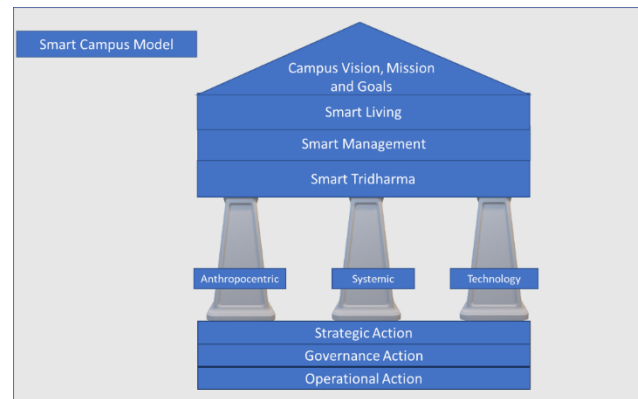 Smart Campus Model
Campus Vision, Mission
and Goals
Smart Living
Smart Management
Smart Tridharma
Anthropocentric
Systemic
Technology
Strategic Action
Governance Action
Operational Action